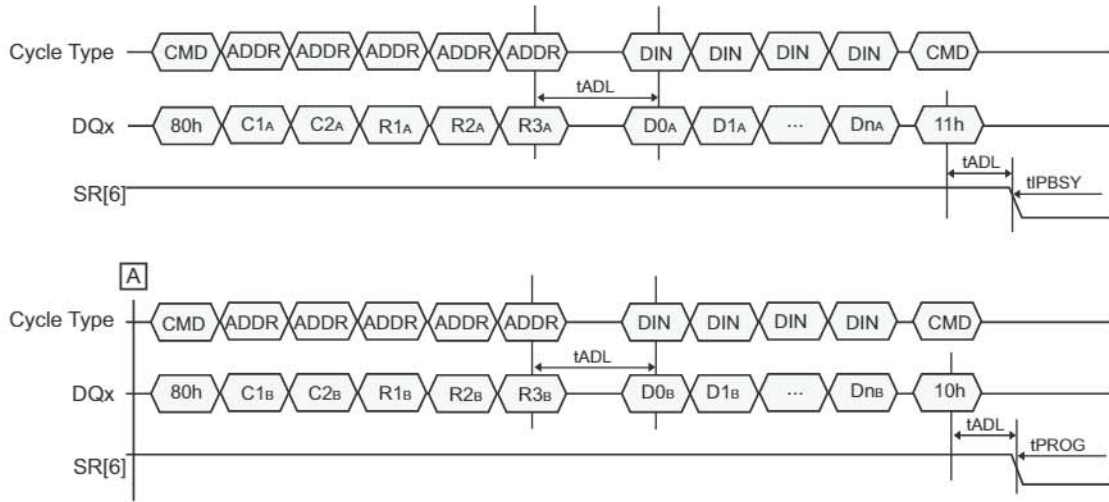 Cycle Type CMD ADDR ADDR ADDR ADDR ADDR DIN DIN DIN DIN CMD
tADL
DQx 80h C1A C2A R1A R2A R3A D0A D1A ... DnA 11h
tADL
SR[6] tIPBSY
A
Cycle Type CMD ADDR ADDR ADDR ADDR ADDR DIN DIN DIN DIN CMD
tADL
DQx 80h C1B C2B R1B R2B R3B D0B D1B ... DnB 10h
tADL
SR[6] tPROG